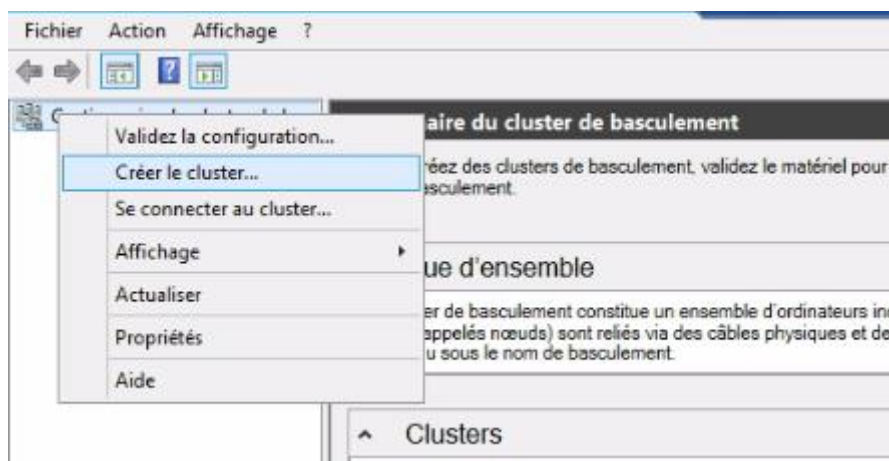 Fichier Action Affichage ?
Validez la configuration...
Créer le cluster...
Se connecter au cluster...
Affichage
Actualiser
Propriétés
Aide
aire du cluster de basculement
réez des clusters de basculement, validez le matériel pour
asculement.
ue d'ensemble
er de basculement constitue un ensemble d'ordinateurs in
appelés nœuds) sont reliés via des câbles physiques et de
u sous le nom de basculement.
Clusters